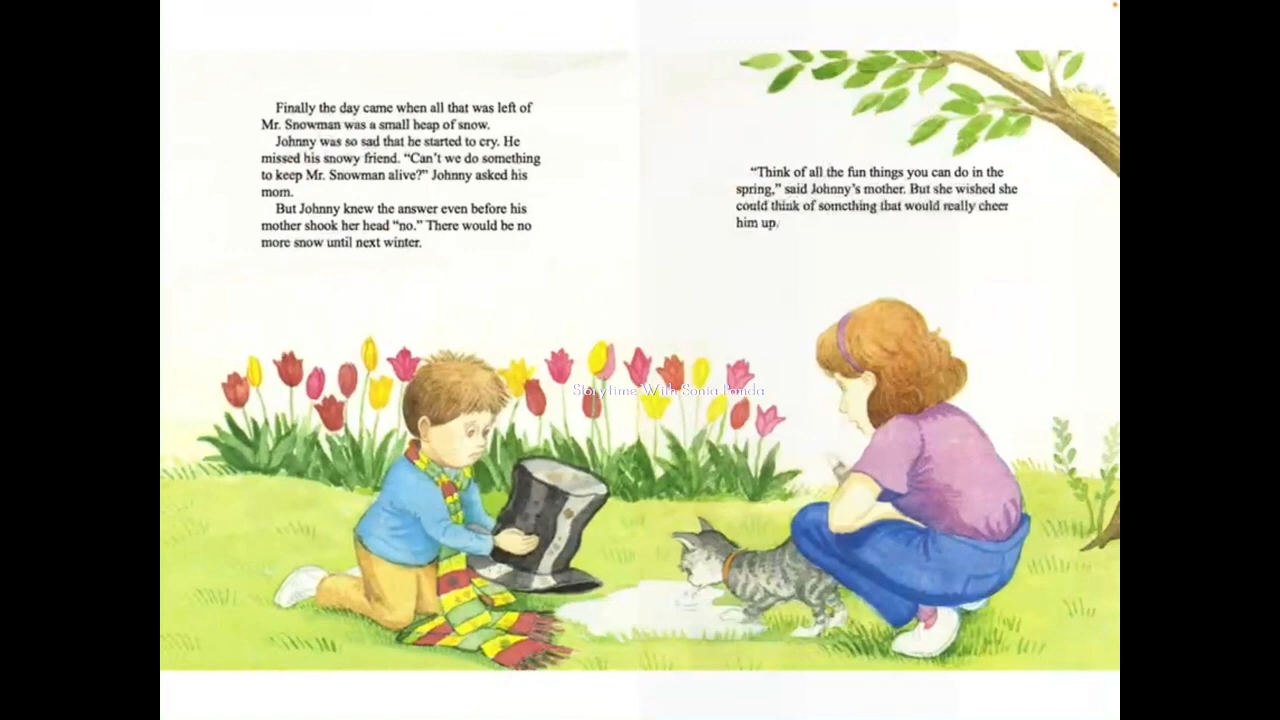 Finally the day came when all that was left of
Mr. Snowman was a small heap of snow.
Johnny was so sad that he started to cry. He
missed his snowy friend. “Can’t we do something
to keep Mr. Snowman alive?” Johnny asked his
mom.
But Johnny knew the answer even before his
mother shook her head “no.” There would be no
more snow until next winter.
“Think of all the fun things you can do in the
spring,” said Johnny’s mother. But she wished she
could think of something that would really cheer
him up.
Storytime With Sonia Panda